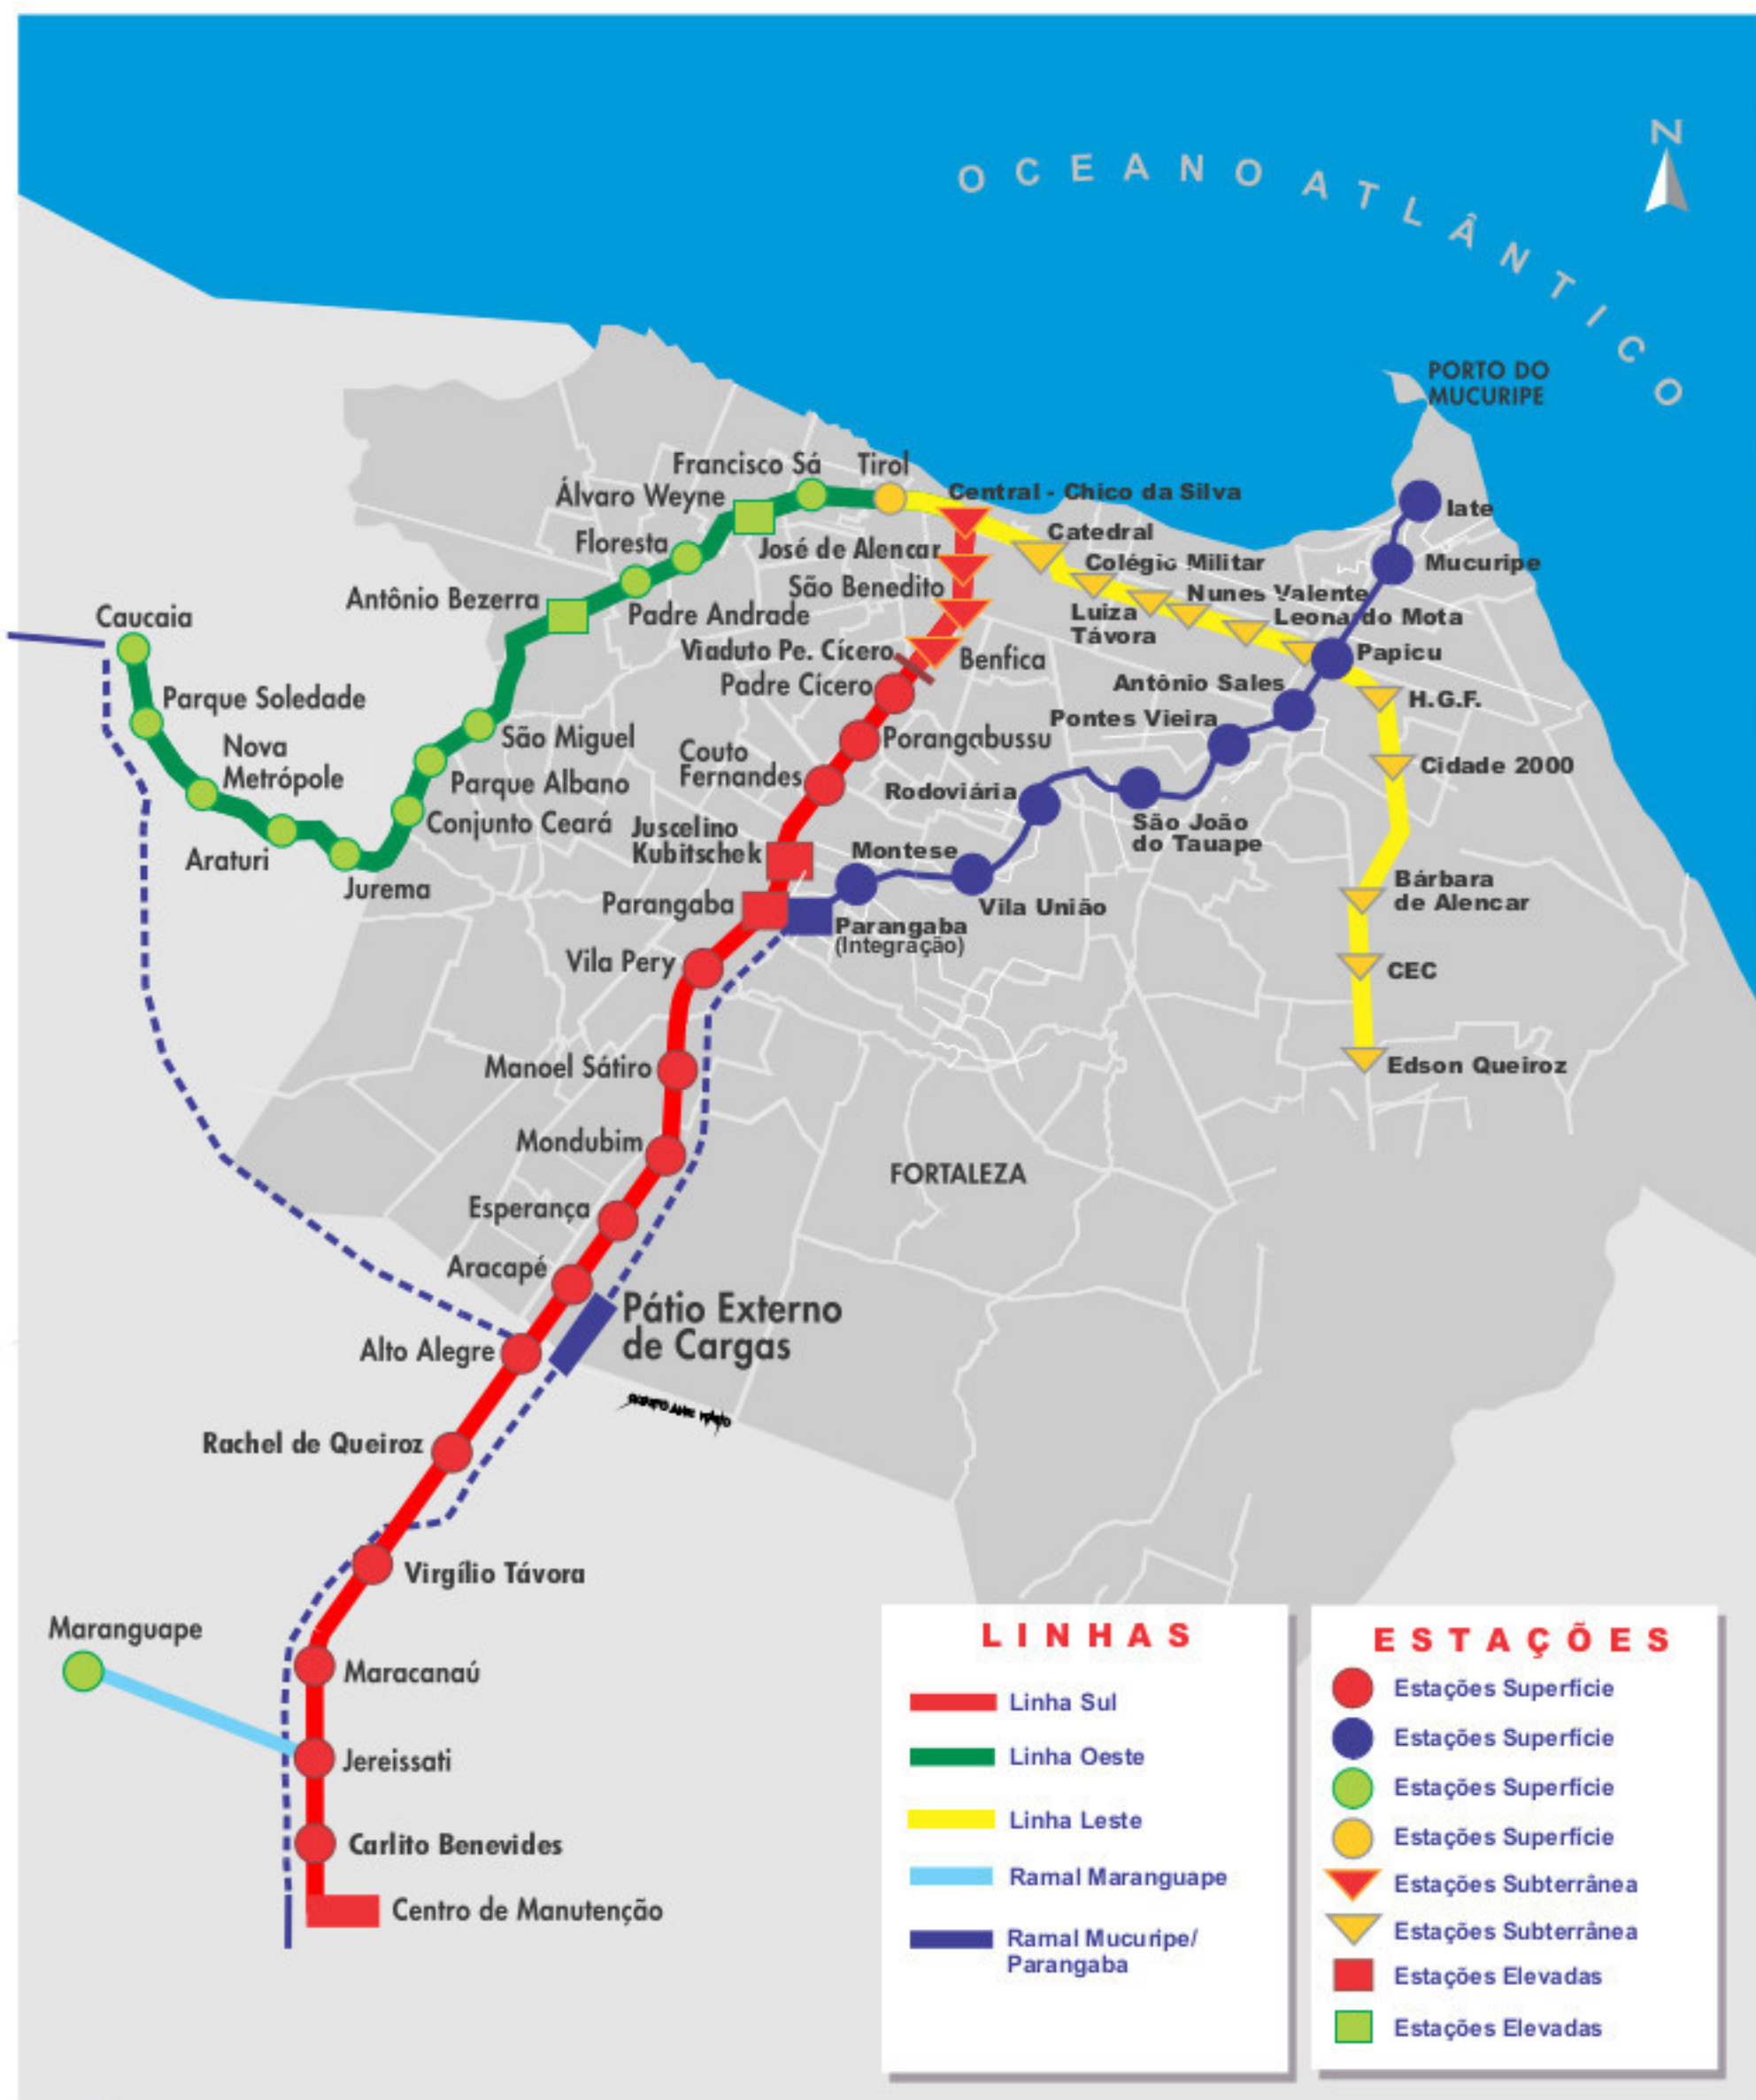 N
OCEANO ATLÂNTICO
PORTO DO
MUCURIPE
Francisco Sá
Tirol
Álvaro Weyne
Central - Chico da Silva
Iate
Floresta
José de Alencar
Catedral
Colégio Militar
Mucuripe
São Benedito
Nunes Valente
Antônio Bezerra
Padre Andrade
Luiza
Távora
Leonardo Mota
Caucaia
Viaduto Pe. Cícero
Benfica
Papicu
Padre Cícero
Antônio Sales
H.G.F.
Parque Soledade
Pontes Vieira
São Miguel
Porangabussu
Nova
Metrópole
Couto
Fernandes
Cidade 2000
Parque Albano
Rodoviária
Conjunto Ceará
Juscelino
Kubitschek
São João
do Tauape
Araturi
Montese
Jurema
Bárbara
de Alencar
Parangaba
Vila União
Parangaba
(Integração)
Vila Pery
CEC
Manoel Sátiro
Edson Queiroz
Mondubim
FORTALEZA
Esperança
Aracapé
Pátio Externo
de Cargas
Alto Alegre
Rachel de Queiroz
Virgílio Távora
Maranguape
Maracanaú
Jereissati
Carlito Benevides
Centro de Manutenção
LINHAS
Linha Sul
Linha Oeste
Linha Leste
Ramal Maranguape
Ramal Mucuripe/
Parangaba
ESTAÇÕES
Estações Superfície
Estações Superfície
Estações Superfície
Estações Superfície
Estações Subterrânea
Estações Subterrânea
Estações Elevadas
Estações Elevadas